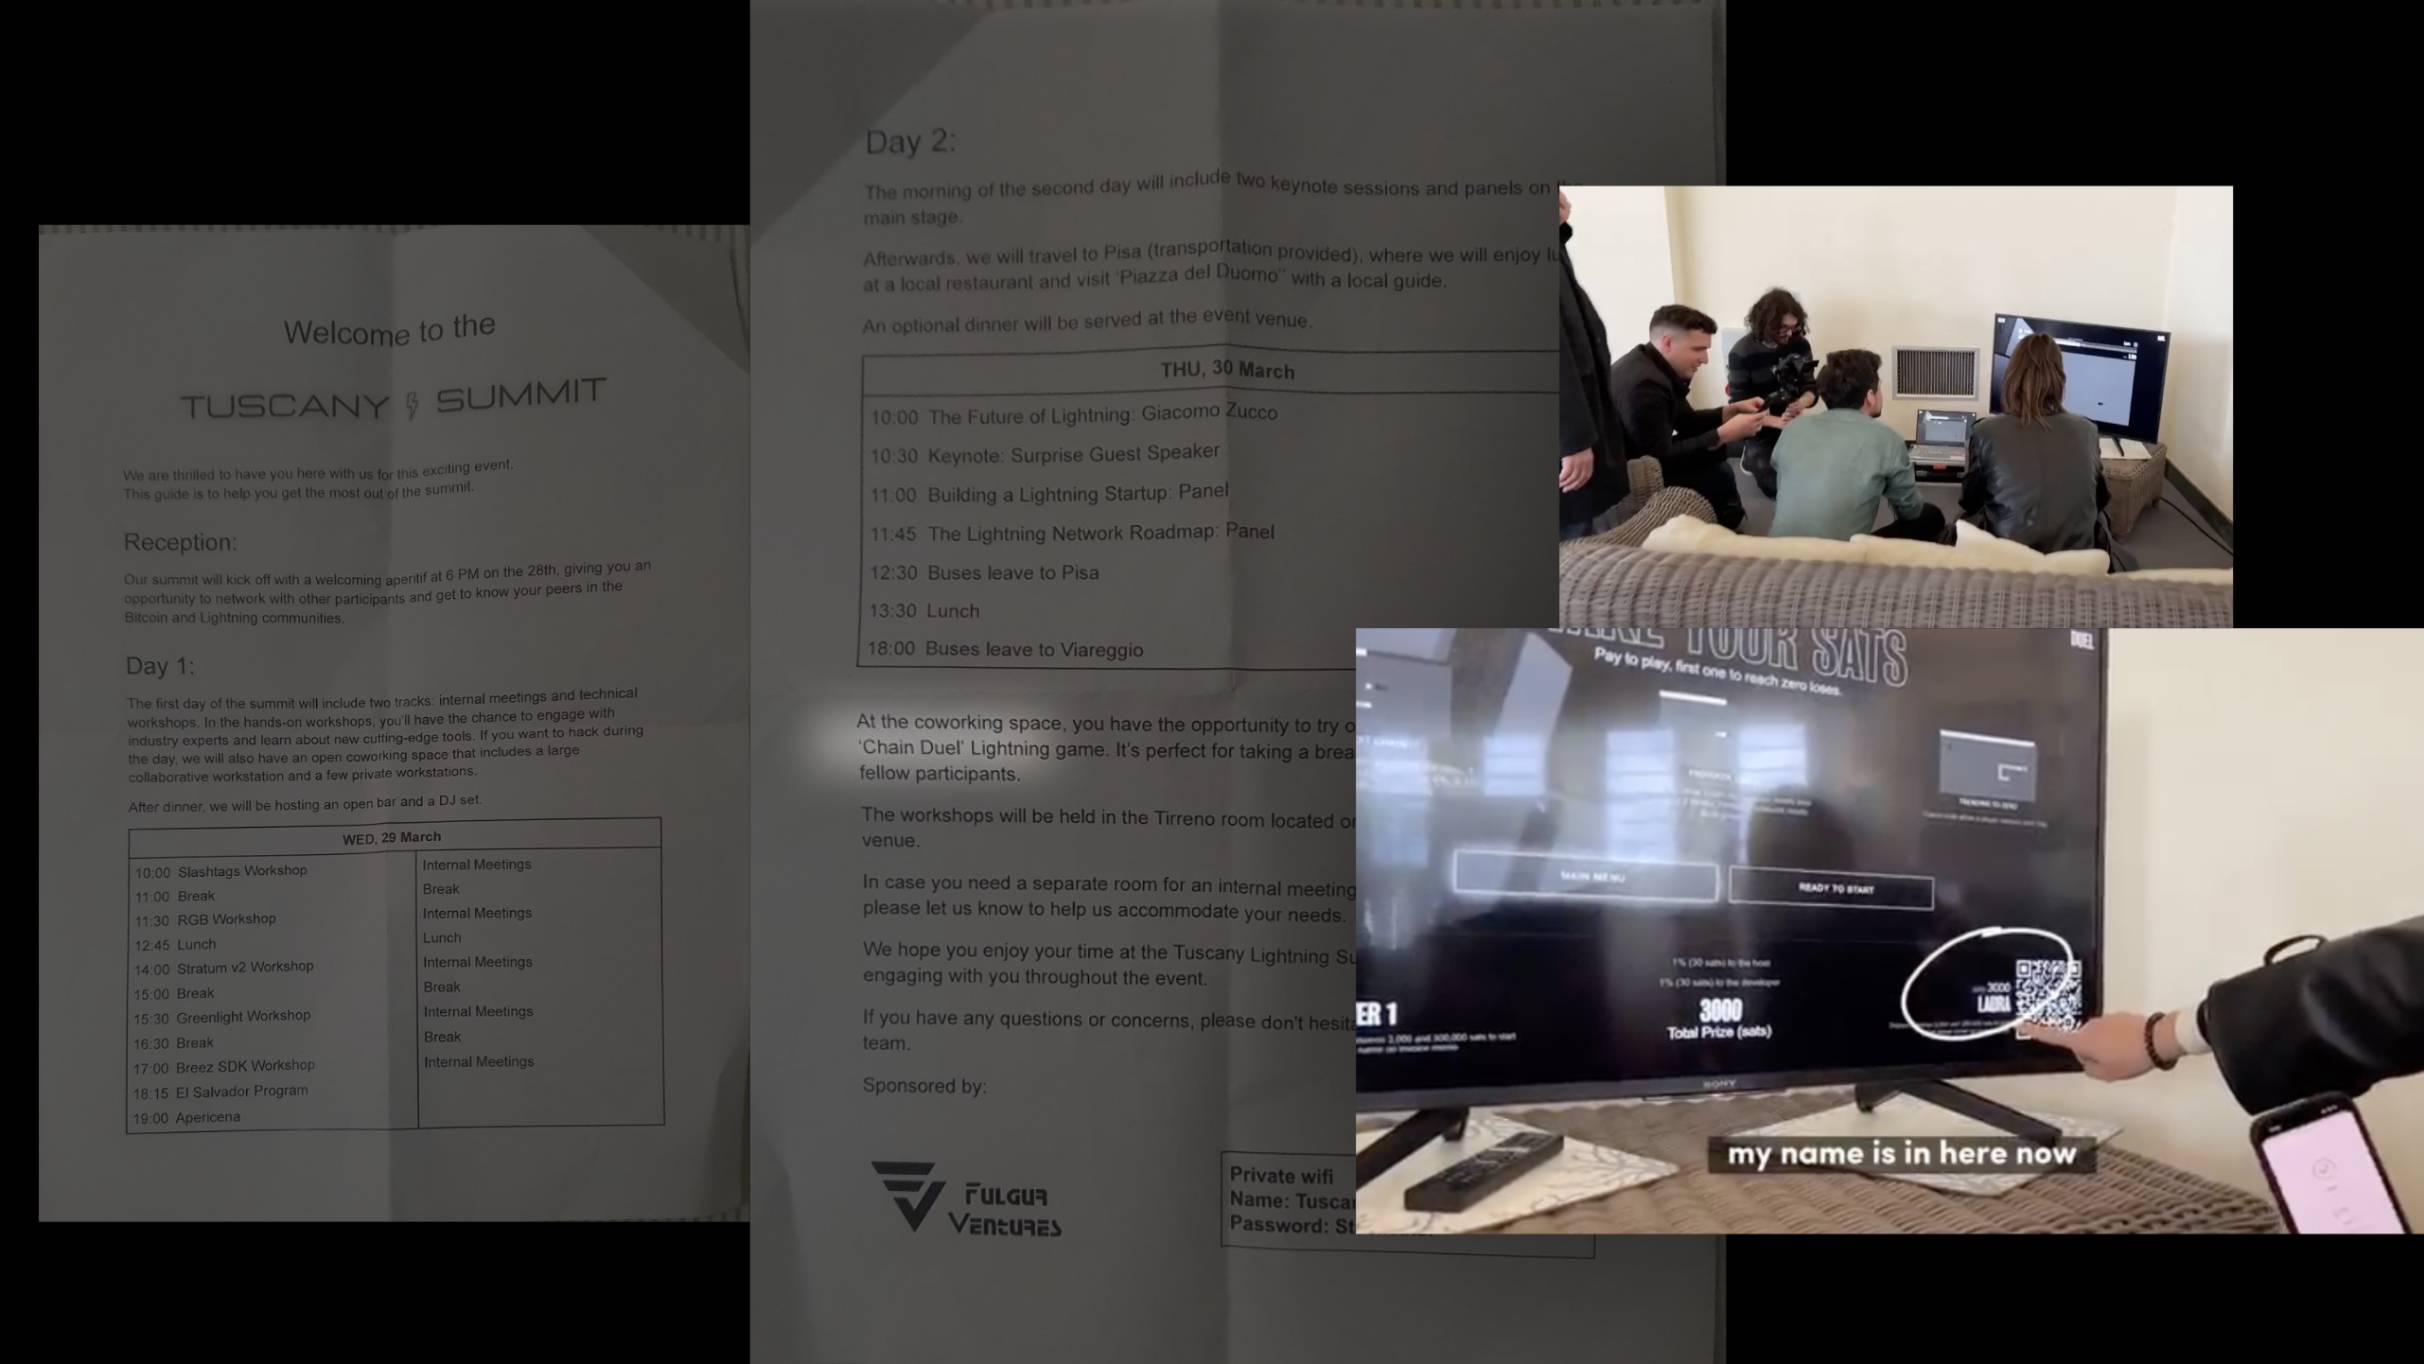 Welcome to the
TUSCANY SUMMIT
We are thrilled to have you here with us for this exciting event.
This guide is to help you get the most out of the summit.
Reception:
Our summit will kick off with a welcoming aperitif at 6 PM on the 28th, giving you an
opportunity to network with other participants and get to know your peers in the
Bitcoin and Lightning communities.
Day 1:
The first day of the summit will include two tracks: internal meetings and technical
workshops. In the hands-on workshops, you'll have the chance to engage with
industry experts and learn about new cutting-edge tools. If you want to hack during
the day, we will also have an open coworking space that includes a large
collaborative workstation and a few private workstations.
After dinner, we will be hosting an open bar and a DJ set.
WED, 29 March
10:00 Slashtags Workshop Internal Meetings
11:00 Break Break
11:30 RGB Workshop Internal Meetings
12:45 Lunch Lunch
14:00 Stratum v2 Workshop Internal Meetings
15:00 Break Break
15:30 Greenlight Workshop Internal Meetings
16:30 Break Break
17:00 Breez SDK Workshop Internal Meetings
18:15 El Salvador Program
19:00 Apericena
Day 2:
The morning of the second day will include two keynote sessions and panels on
main stage.
Afterwards, we will travel to Pisa (transportation provided), where we will enjoy
at a local restaurant and visit 'Piazza del Duomo" with a local guide.
An optional dinner will be served at the event venue.
THU, 30 March
10:00 The Future of Lightning: Giacomo Zucco
10:30 Keynote: Surprise Guest Speaker
11:00 Building a Lightning Startup: Panel
11:45 The Lightning Network Roadmap: Panel
12:30 Buses leave to Pisa
13:30 Lunch
18:00 Buses leave to Viareggio
At the coworking space, you have the opportunity to try
'Chain Duel' Lightning game. It's perfect for taking a
fellow participants.
The workshops will be held in the Tirreno room located
venue.
In case you need a separate room for an internal meeting
please let us know to help us accommodate your needs.
We hope you enjoy your time at the Tuscany Lightning
engaging with you throughout the event.
If you have any questions or concerns, please don't
team.
Sponsored by:
FULGUR
VENTURES
Private wifi
Name:
Password:
YOUR SATS
DUEL
Pay to play, first one to reach zero loses.
MAIN MENU
READY TO START
1% (30 sats) to the host
1% (30 sats) to the developer
3000
Total Prize (sats)
3000
LAURA
SONY
my name is in here now